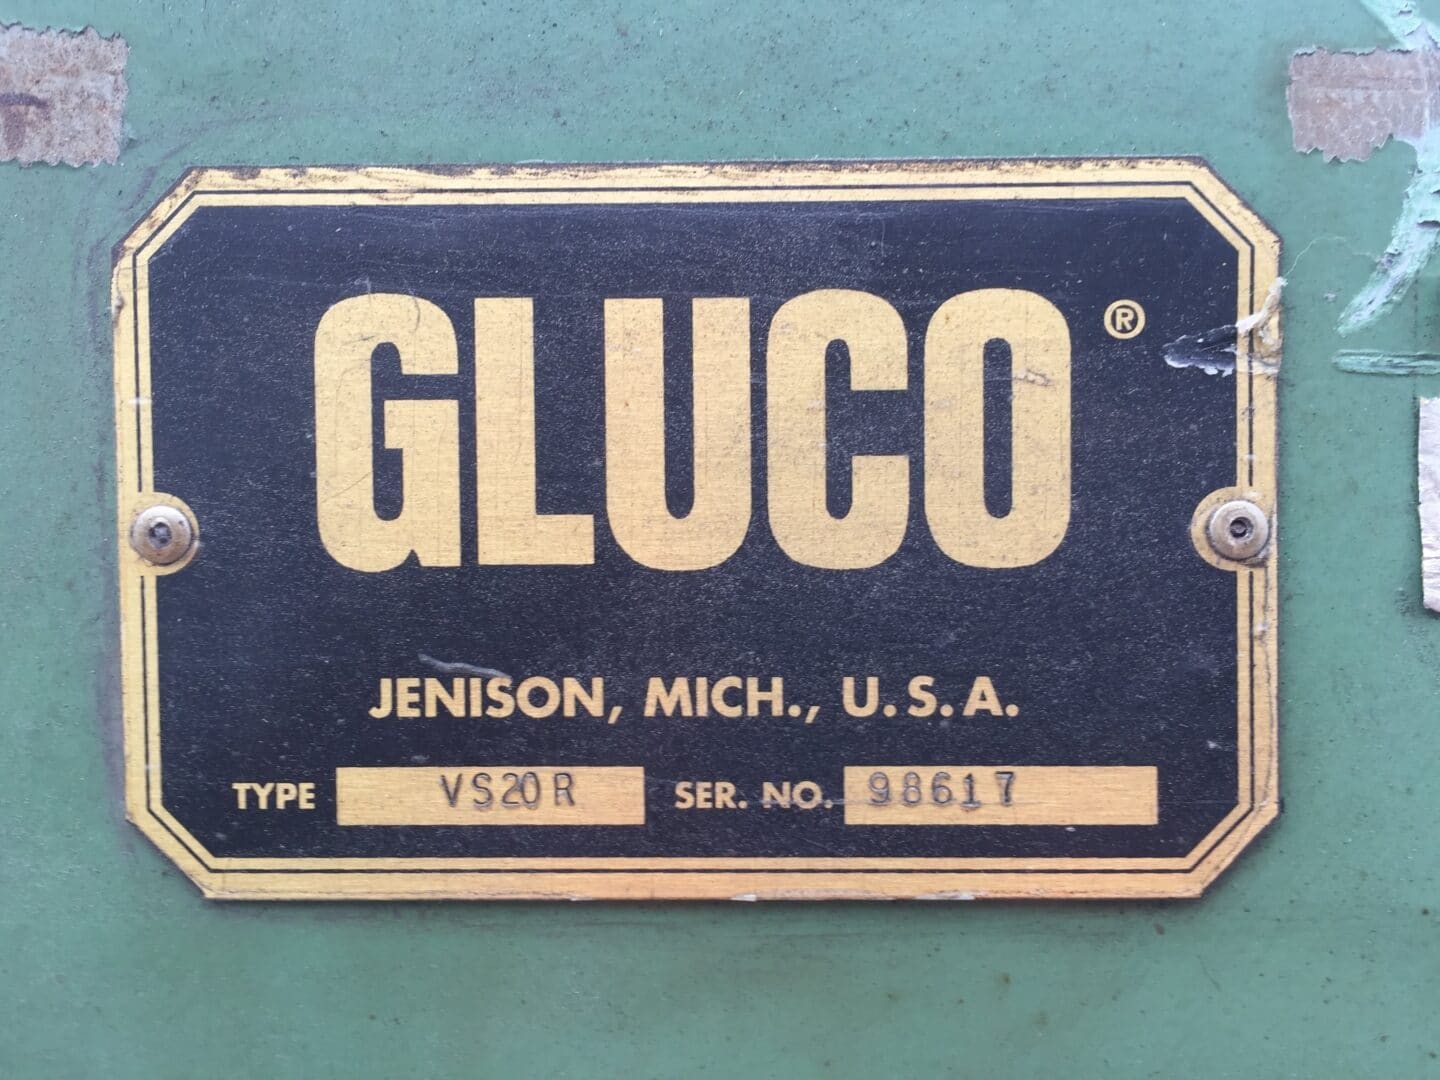 GLUCO®
JENISON, MICH., U.S.A.
TYPE VS20R SER. NO. 98617